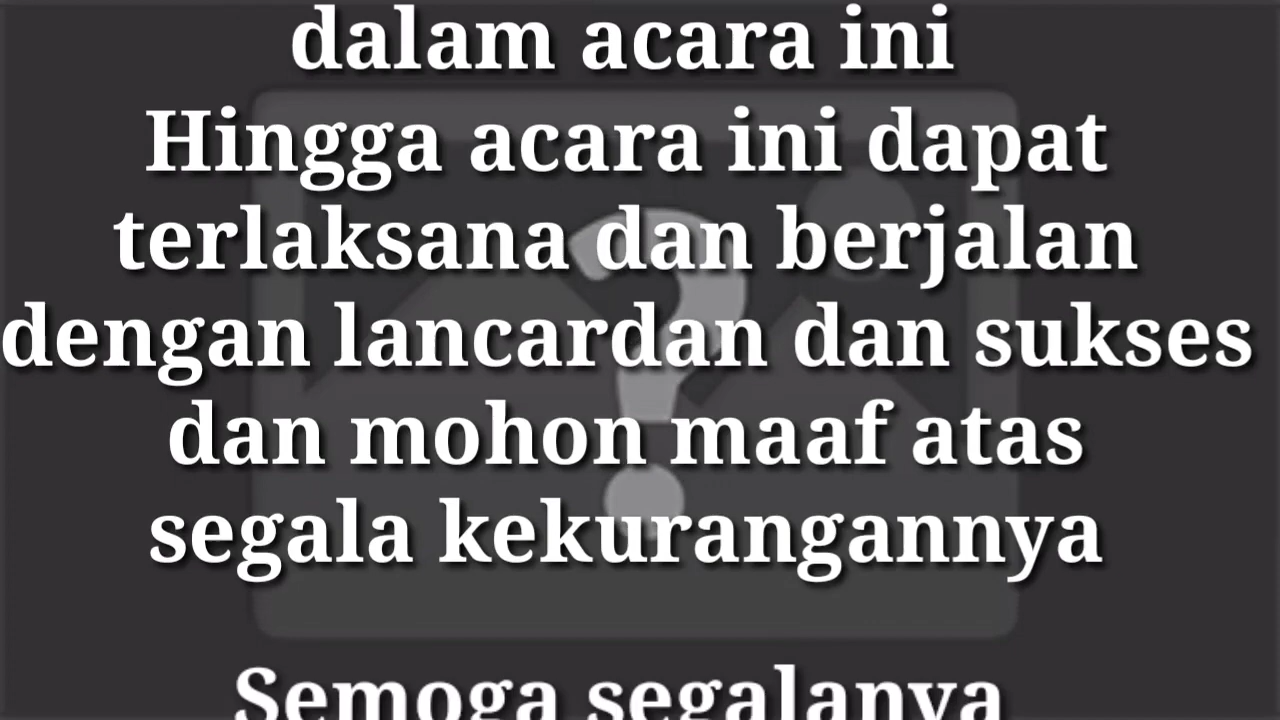 dalam acara ini
Hingga acara ini dapat
terlaksana dan berjalan
dengan lancardan dan sukses
dan mohon maaf atas
segala kekurangannya
Semoga segalanya